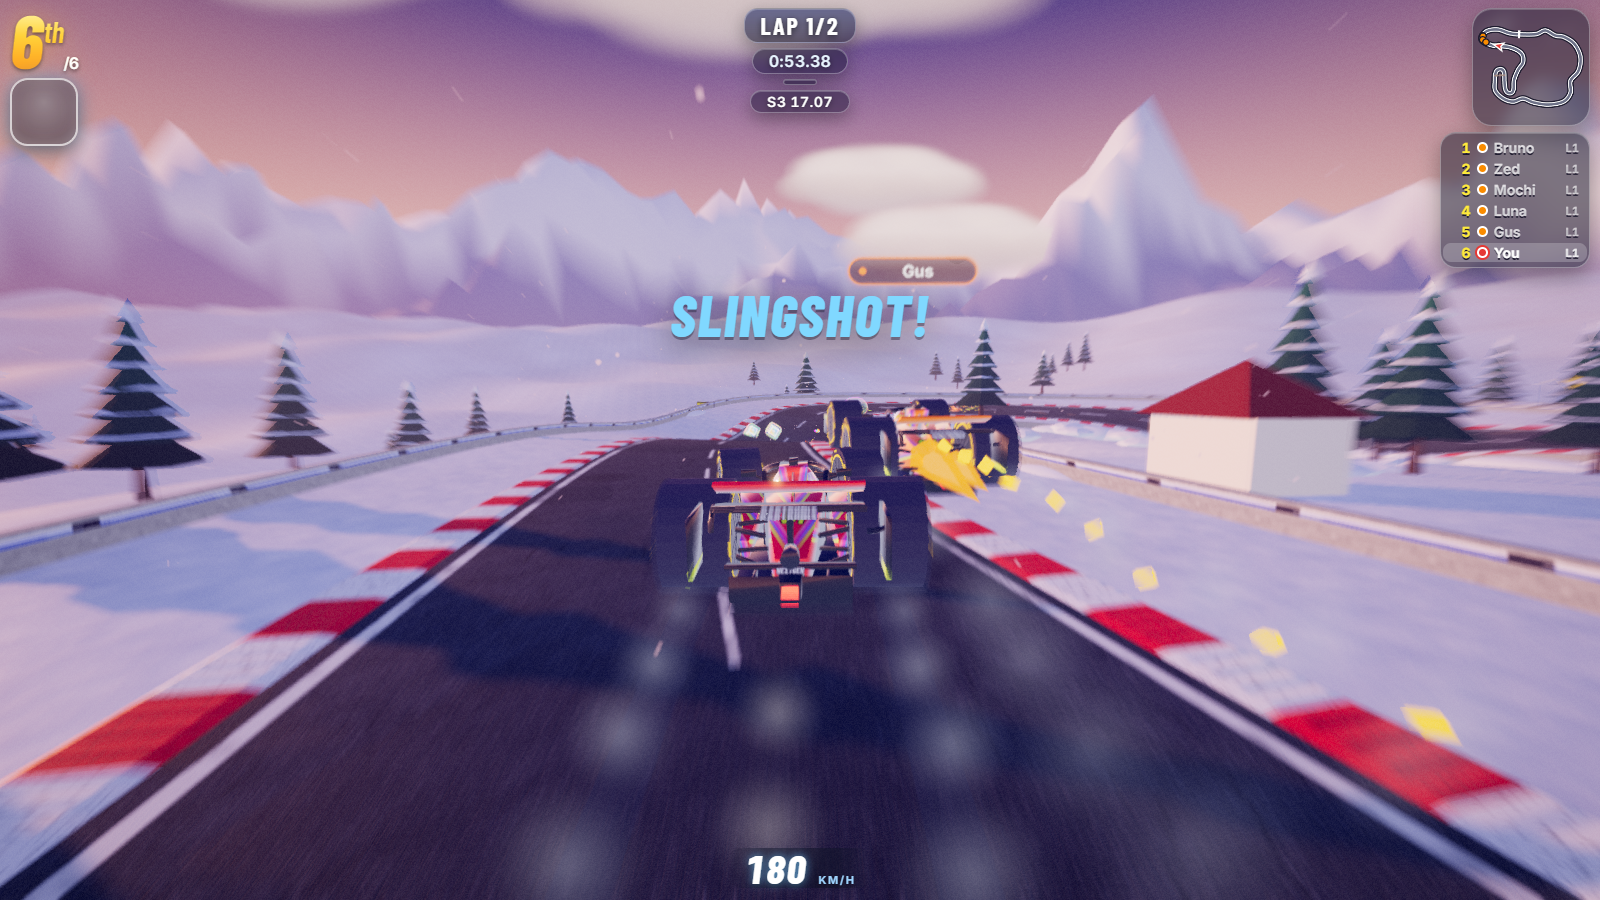 6th
/6
LAP 1/2
0:53.38
S3 17.07
1 Bruno L1
2 Zed L1
3 Mochi L1
4 Luna L1
5 Gus L1
6 You L1
Gus
SLINGSHOT!
180 KM/H